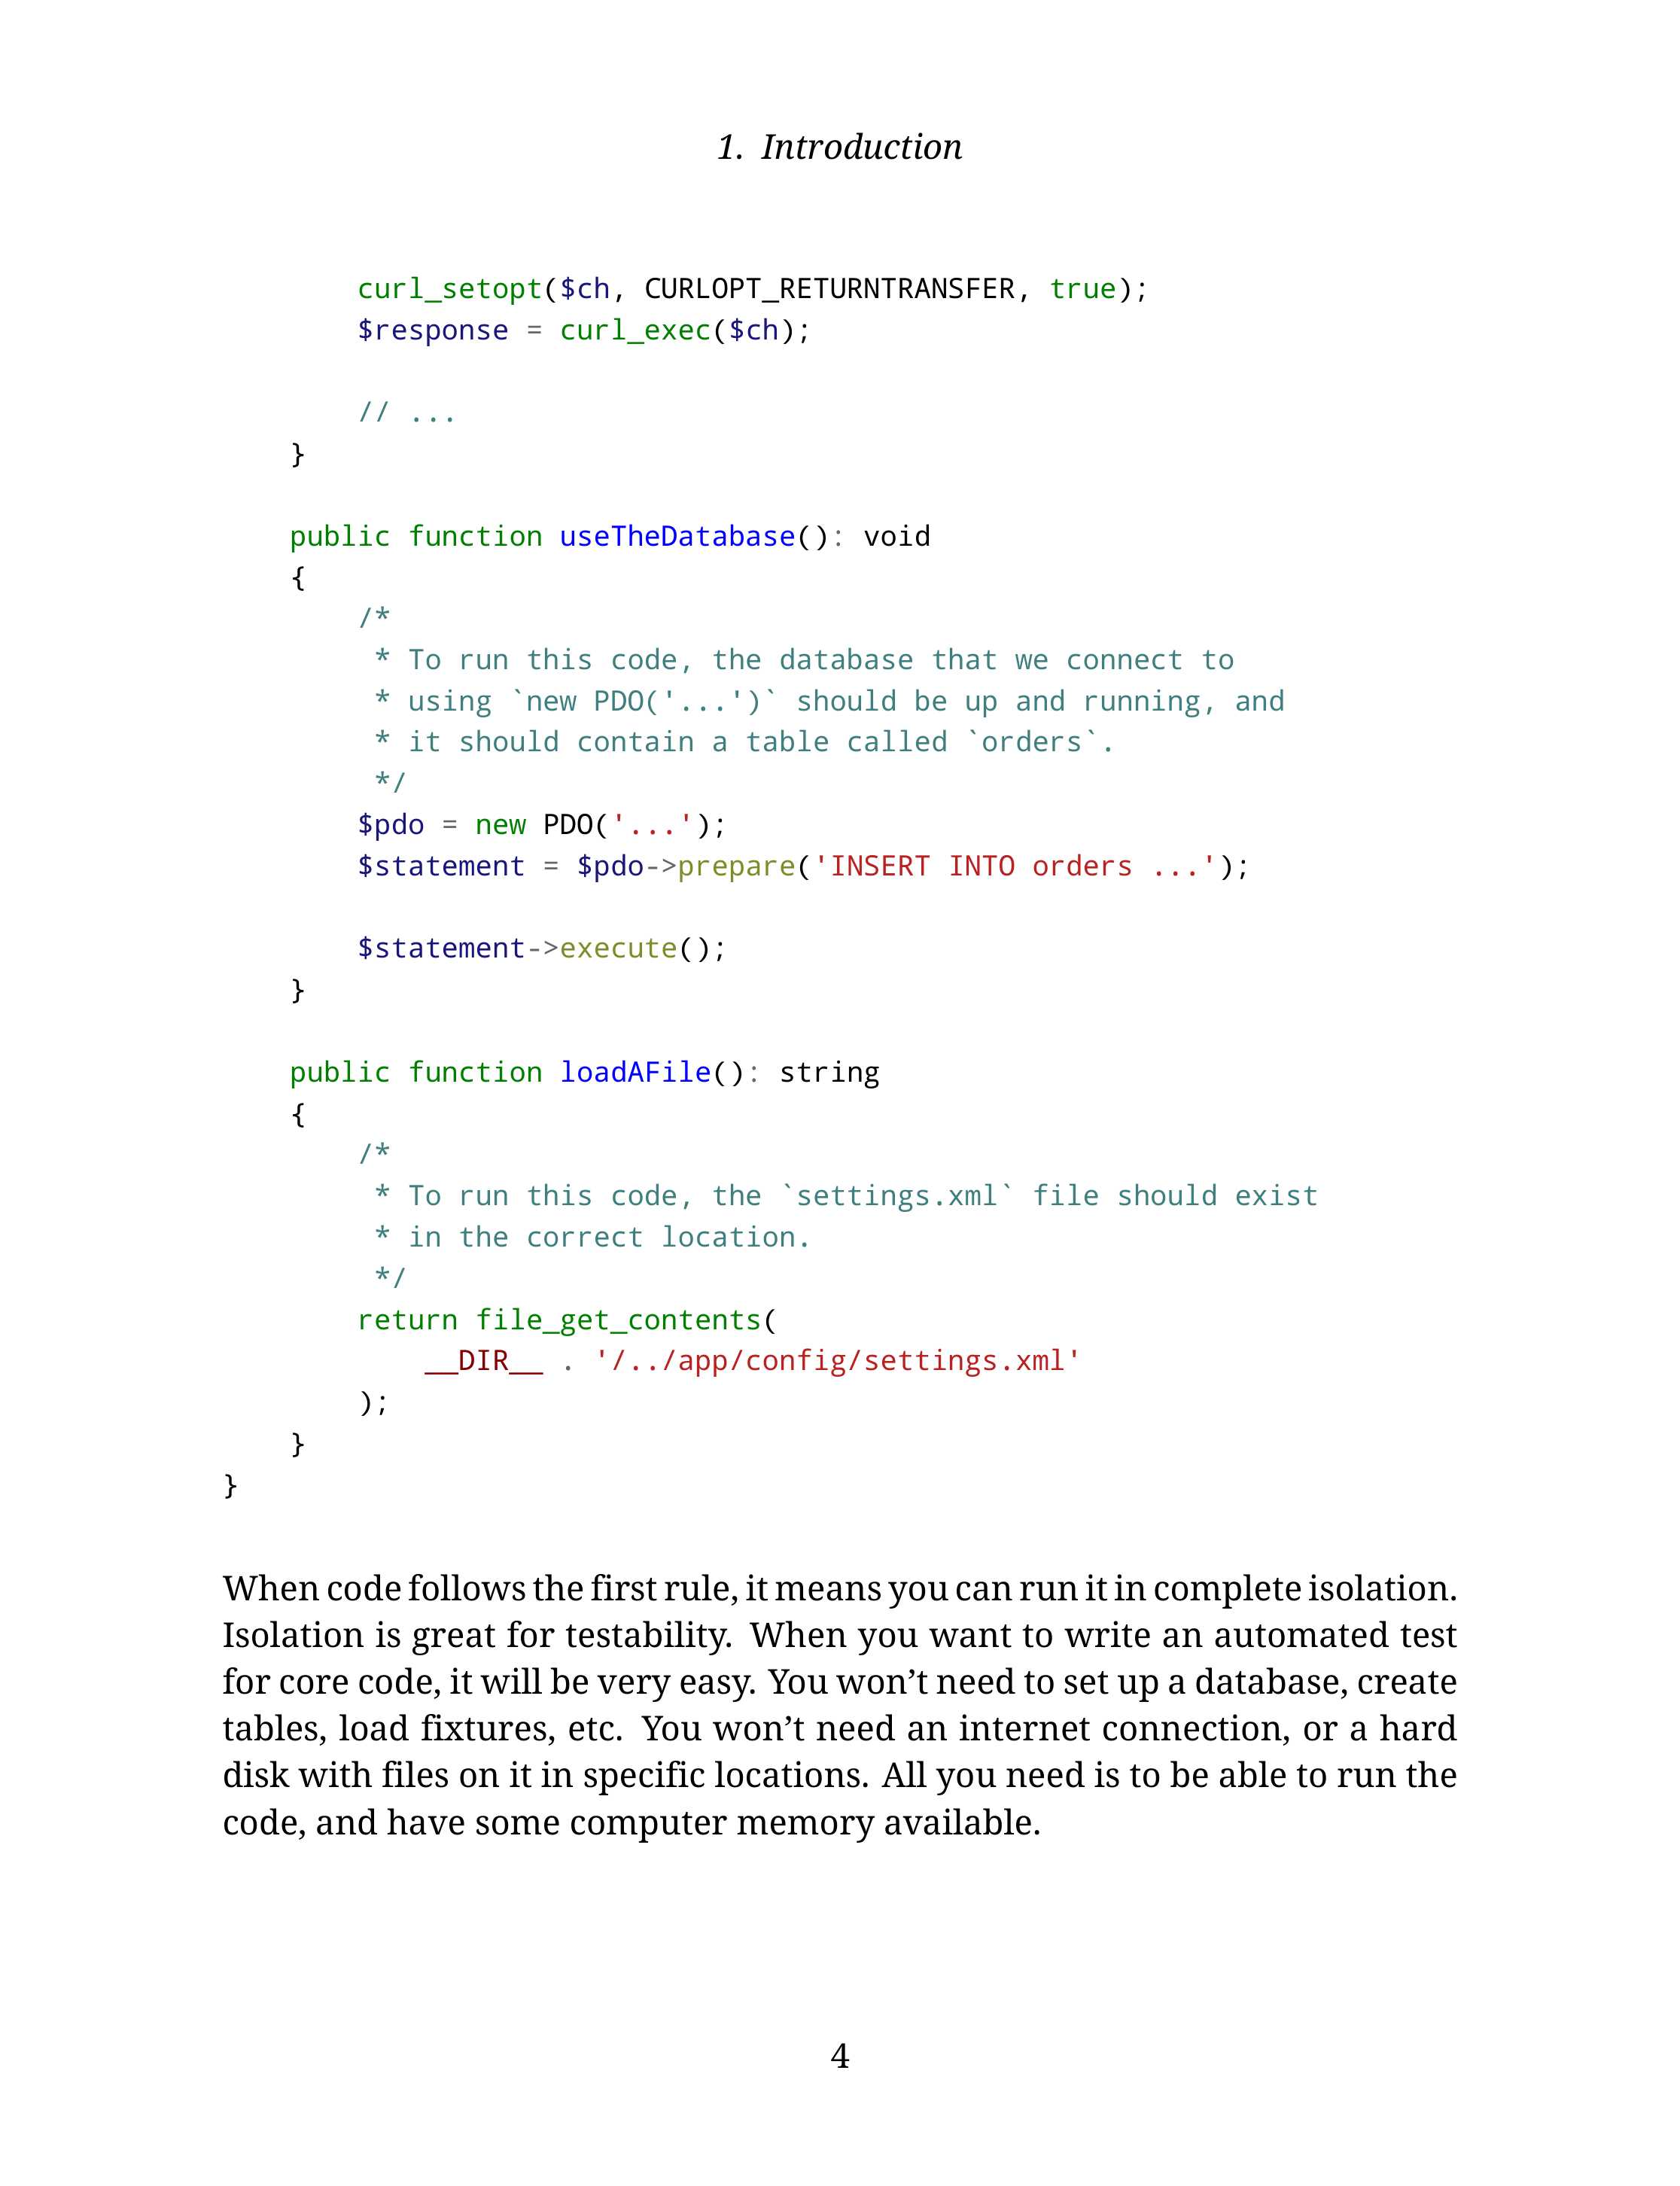 1. Introduction
        curl_setopt($ch, CURLOPT_RETURNTRANSFER, true);
        $response = curl_exec($ch);

        // ...
    }

    public function useTheDatabase(): void
    {
        /*
         * To run this code, the database that we connect to
         * using `new PDO('...')` should be up and running, and
         * it should contain a table called `orders`.
         */
        $pdo = new PDO('...');
        $statement = $pdo->prepare('INSERT INTO orders ...');

        $statement->execute();
    }

    public function loadAFile(): string
    {
        /*
         * To run this code, the `settings.xml` file should exist
         * in the correct location.
         */
        return file_get_contents(
            __DIR__ . '/../app/config/settings.xml'
        );
    }
}

When code follows the first rule, it means you can run it in complete isolation.
Isolation is great for testability. When you want to write an automated test
for core code, it will be very easy. You won’t need to set up a database, create
tables, load fixtures, etc. You won’t need an internet connection, or a hard
disk with files on it in specific locations. All you need is to be able to run the
code, and have some computer memory available.
4